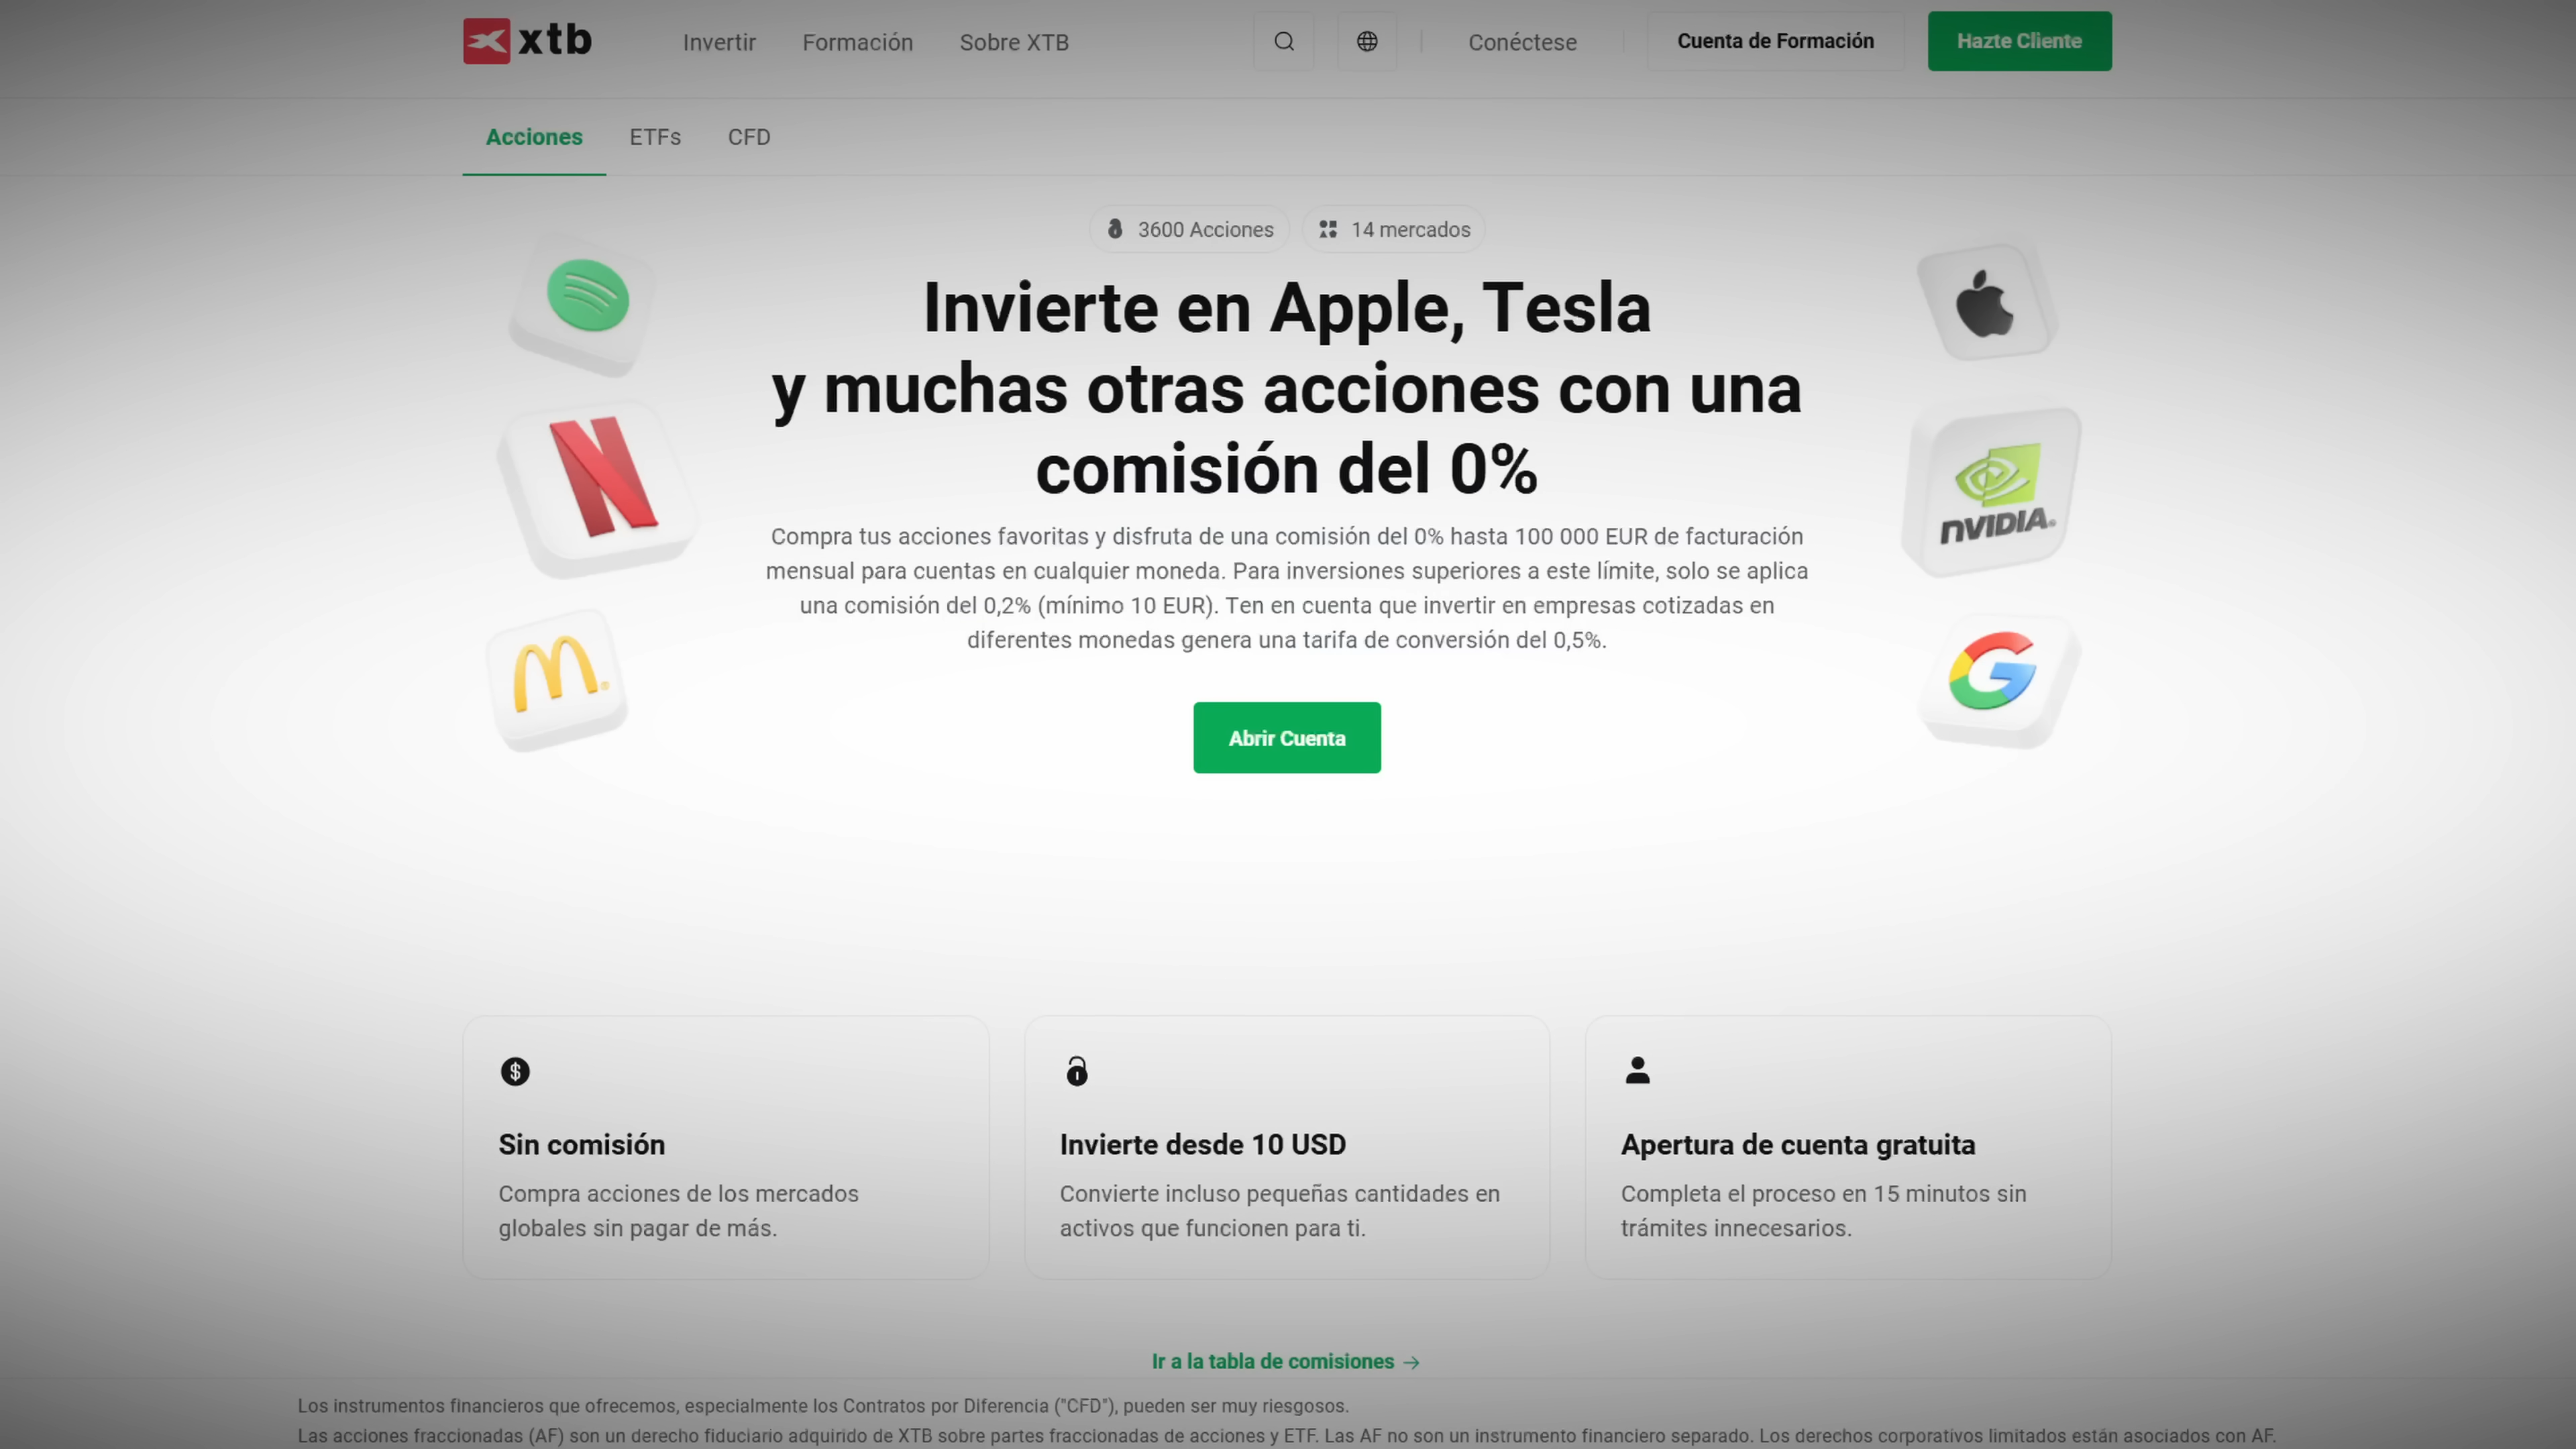 xtb
Invertir
Formación
Sobre XTB
Conéctese
Cuenta de Formación
Hazte Cliente
Acciones
ETFs
CFD
3600 Acciones
14 mercados
Invierte en Apple, Tesla
y muchas otras acciones con una
comisión del 0%
Compra tus acciones favoritas y disfruta de una comisión del 0% hasta 100 000 EUR de facturación
mensual para cuentas en cualquier moneda. Para inversiones superiores a este límite, solo se aplica
una comisión del 0,2% (mínimo 10 EUR). Ten en cuenta que invertir en empresas cotizadas en
diferentes monedas genera una tarifa de conversión del 0,5%.
NVIDIA
Abrir Cuenta
Sin comisión
Compra acciones de los mercados
globales sin pagar de más.
Invierte desde 10 USD
Convierte incluso pequeñas cantidades en
activos que funcionen para ti.
Apertura de cuenta gratuita
Completa el proceso en 15 minutos sin
trámites innecesarios.
Ir a la tabla de comisiones →
Los instrumentos financieros que ofrecemos, especialmente los Contratos por Diferencia ("CFD"), pueden ser muy riesgosos.
Las acciones fraccionadas (AF) son un derecho fiduciario adquirido de XTB sobre partes fraccionadas de acciones y ETF. Las AF no son un instrumento financiero separado. Los derechos corporativos limitados están asociados con AF.